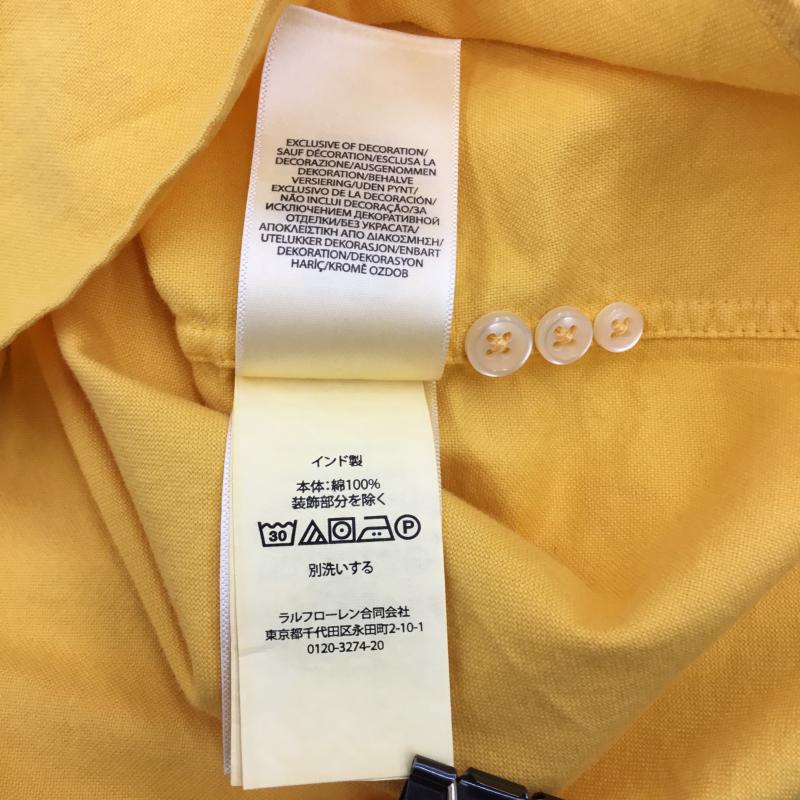 EXCLUSIVE OF DECORATION/
SAUF DÉCORATION/ESCLUSA LA
DECORAZIONE/AUSGENOMMEN
DEKORATION/BEHALVE
VERSIERING/UDEN PYNT/
EXCLUSIVO DE LA DECORACIÓN/
NÃO INCLUI DECORAÇÃO/ЗА
ИСКЛЮЧЕНИЕМ ДЕКОРАТИВНОЙ
ОТДЕЛКИ/БЕЗ УКРАСАТА/
ΑΠΟΚΛΕΙΣΤΙΚΗ ΑΠΟ ΔΙΑΚΟΣΜΗΣΗ/
UTELUKKER DEKORASJON/ENBART
DEKORATION/DEKORASYON
HARİÇ/KROMĒ OZDOB
インド製
本体:綿100%
装飾部分を除く
30 P
別洗いする
ラルフローレン合同会社
東京都千代田区永田町2-10-1
0120-3274-20